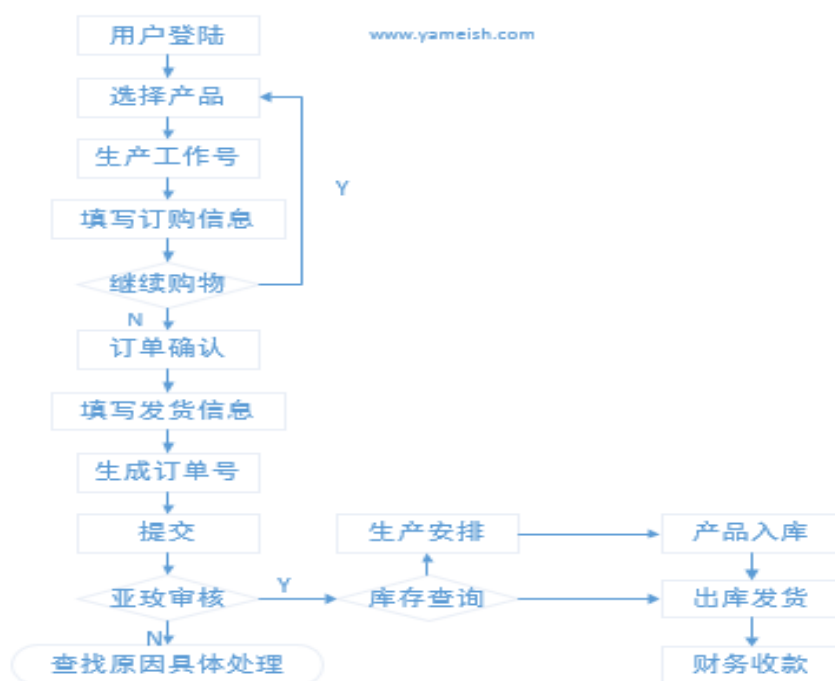 用户登陆
www.yameish.com
选择产品
生产工作号
Y
填写订购信息
继续购物
N
订单确认
填写发货信息
生成订单号
提交
生产安排
产品入库
亚玫审核
Y
库存查询
出库发货
N
查找原因具体处理
财务收款